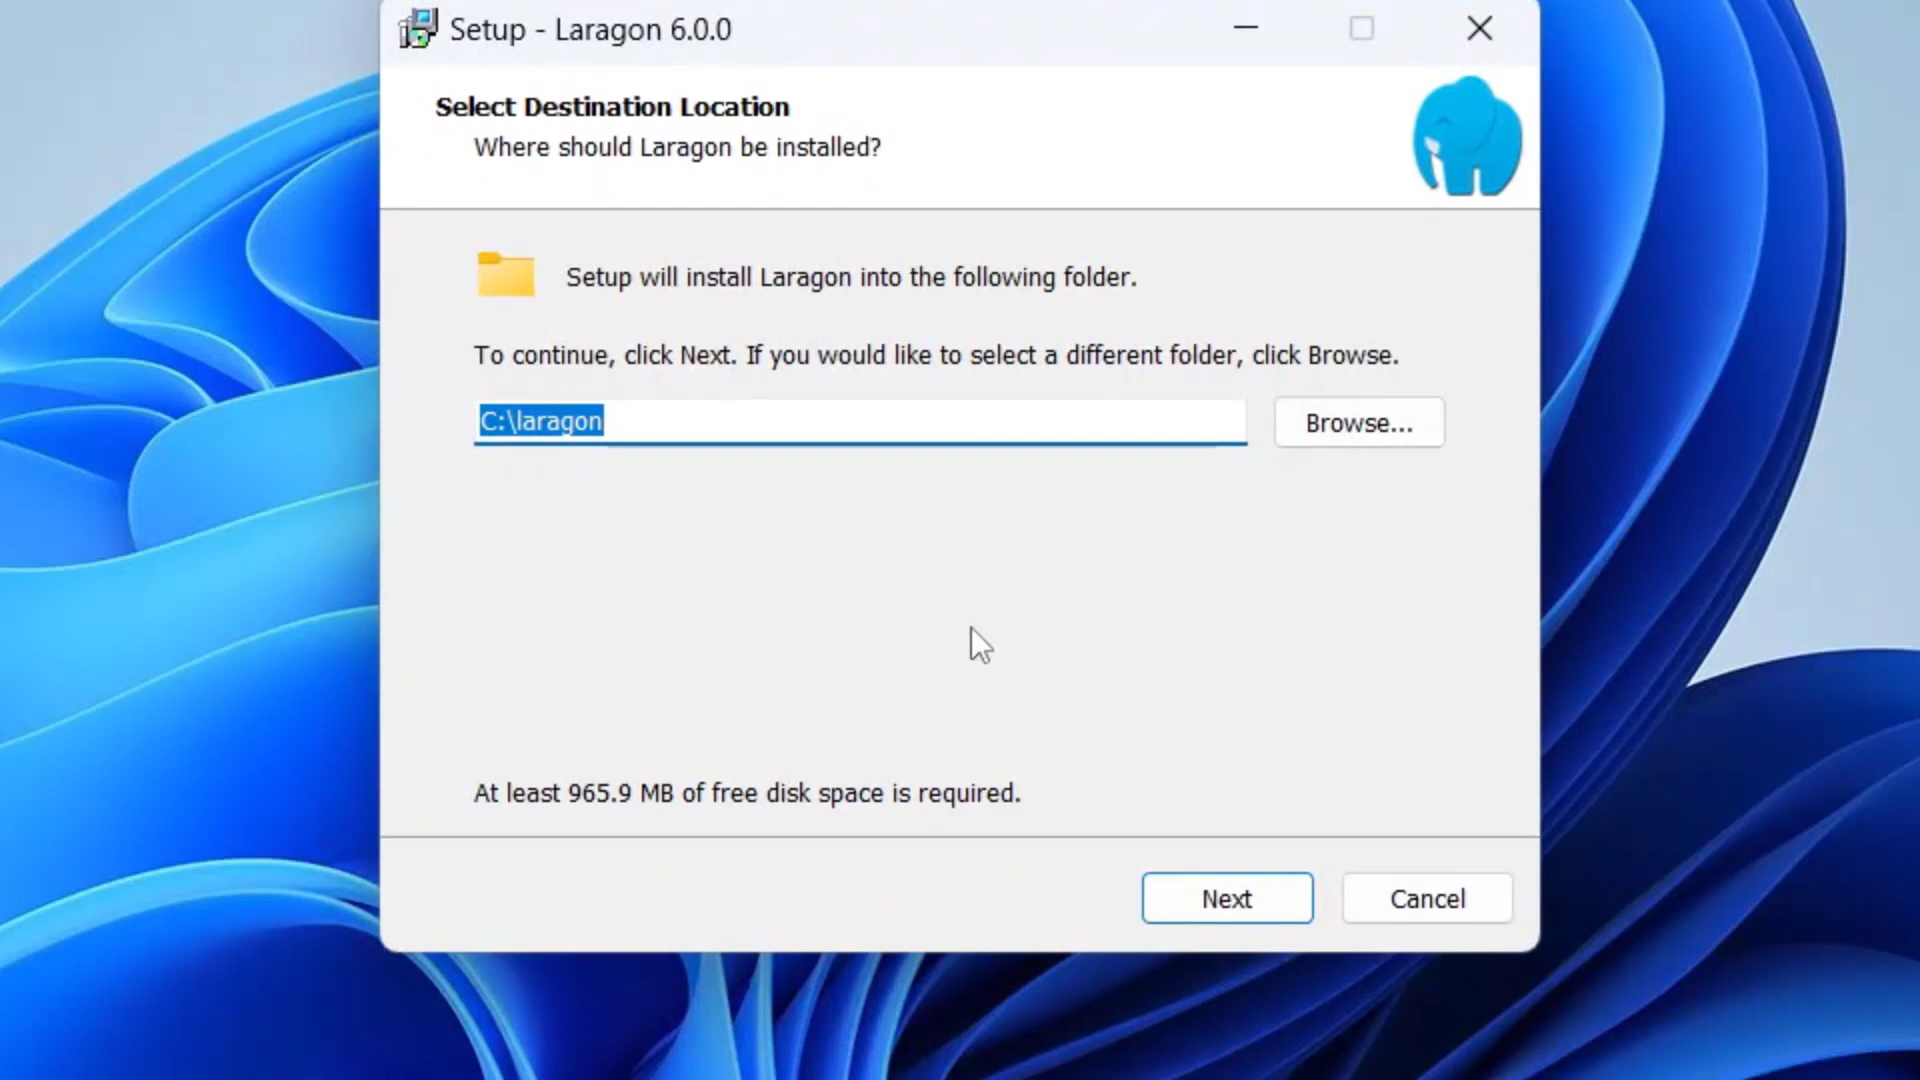 Setup - Laragon 6.0.0
Select Destination Location
Where should Laragon be installed?
Setup will install Laragon into the following folder.
To continue, click Next. If you would like to select a different folder, click Browse.
C:\laragon
Browse...
At least 965.9 MB of free disk space is required.
Next
Cancel